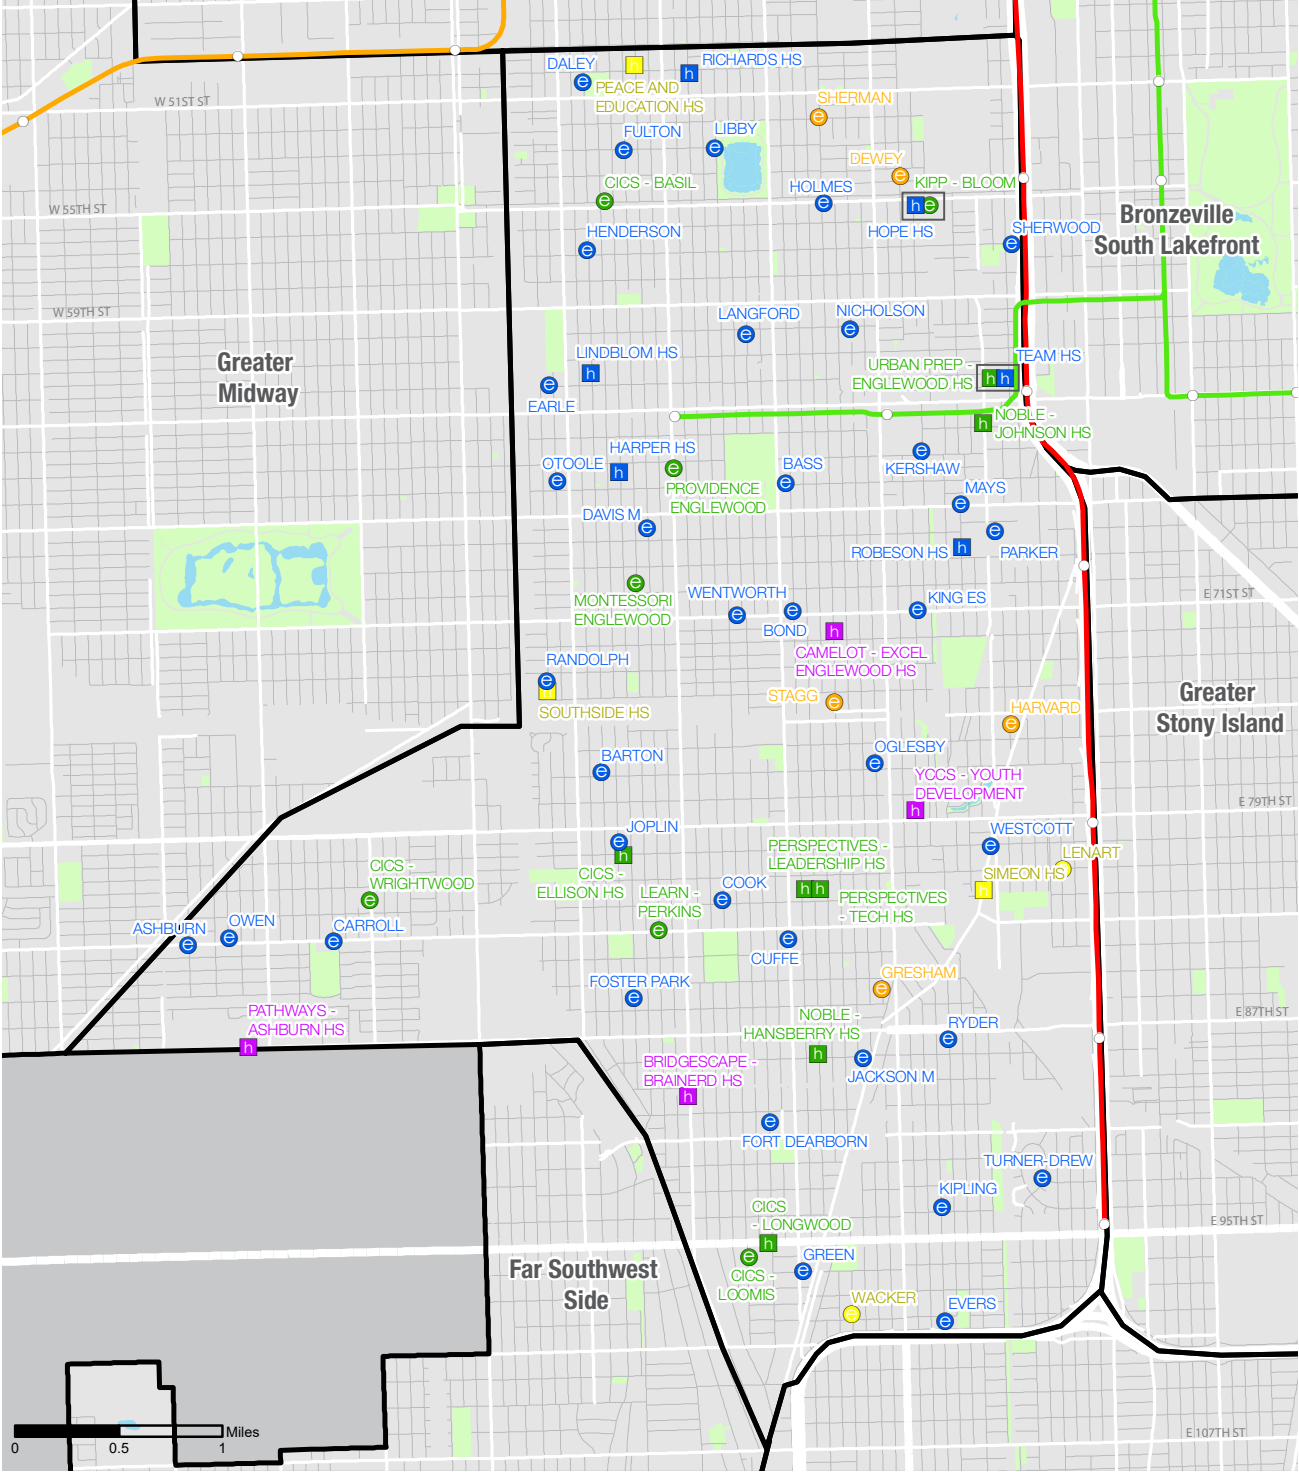 DALEY
e
h
PEACE AND
EDUCATION HS
RICHARDS HS
h
W 51ST ST
SHERMAN
e
FULTON
e
LIBBY
e
DEWEY
e
CICS - BASIL
e
HOLMES
e
KIPP - BLOOM
h e
HOPE HS
W 55TH ST
Bronzeville
South Lakefront
HENDERSON
e
SHERWOOD
e
W 59TH ST
LANGFORD
e
NICHOLSON
e
Greater
Midway
LINDBLOM HS
h
URBAN PREP -
ENGLEWOOD HS
TEAM HS
h h
e
EARLE
NOBLE -
JOHNSON HS
h
OTOOLE
e
HARPER HS
h
e
PROVIDENCE
ENGLEWOOD
BASS
e
e
KERSHAW
MAYS
e
DAVIS M
e
ROBESON HS
h
e
PARKER
e
MONTESSORI
ENGLEWOOD
WENTWORTH
e
e
BOND
KING ES
e
E 71ST ST
h
CAMELOT - EXCEL
ENGLEWOOD HS
RANDOLPH
e
h
SOUTHSIDE HS
STAGG
e
HARVARD
e
Greater
Stony Island
BARTON
e
OGLESBY
e
YCCS - YOUTH
DEVELOPMENT
h
E 79TH ST
JOPLIN
e
h
CICS -
ELLISON HS
WESTCOTT
e
LENART
e
SIMEON HS
h
PERSPECTIVES -
LEADERSHIP HS
h h
PERSPECTIVES
- TECH HS
CICS -
WRIGHTWOOD
e
LEARN -
PERKINS
e
COOK
e
ASHBURN
e
OWEN
e
CARROLL
e
e
CUFFE
FOSTER PARK
e
GRESHAM
e
PATHWAYS -
ASHBURN HS
h
NOBLE -
HANSBERRY HS
h
RYDER
e
E 87TH ST
e
JACKSON M
BRIDGESCAPE -
BRAINERD HS
h
e
FORT DEARBORN
TURNER-DREW
e
KIPLING
e
CICS
- LONGWOOD
h
E 95TH ST
e
CICS -
LOOMIS
GREEN
e
Far Southwest
Side
WACKER
e
EVERS
e
E 107TH ST
Miles
0 0.5 1